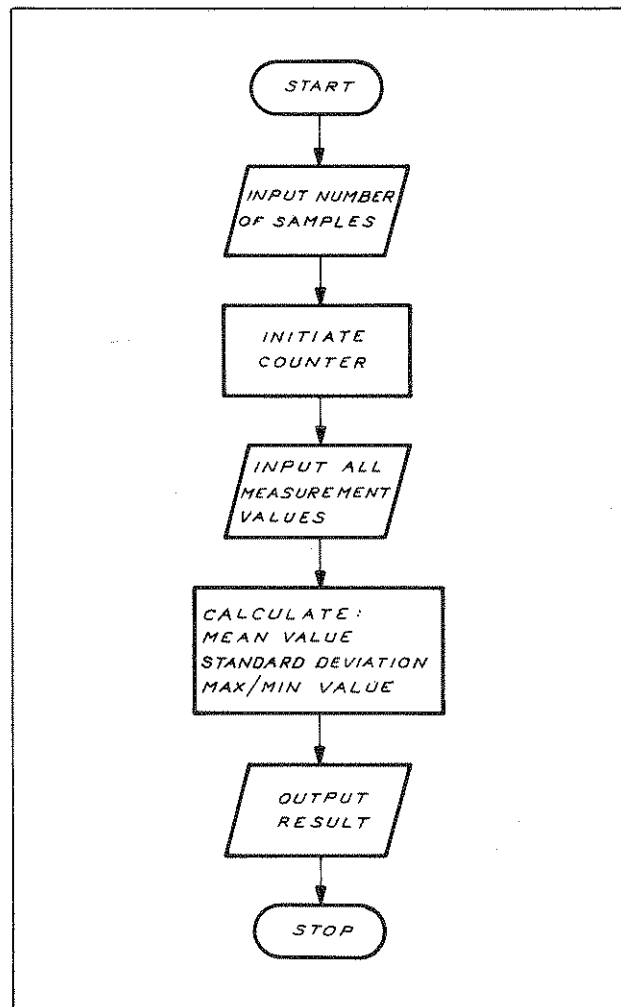 START
INPUT NUMBER
OF SAMPLES
INITIATE
COUNTER
INPUT ALL
MEASUREMENT
VALUES
CALCULATE:
MEAN VALUE
STANDARD DEVIATION
MAX/MIN VALUE
OUTPUT
RESULT
STOP